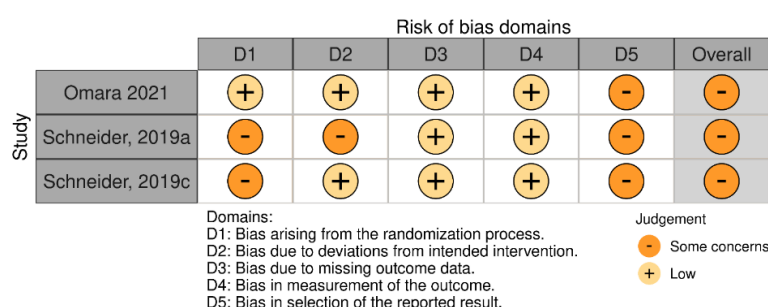 Risk of bias domains
D1 D2 D3 D4 D5 Overall
Study
Omara 2021 + + + + - -
Schneider, 2019a - - + + - -
Schneider, 2019c - + + + - -
Domains:
D1: Bias arising from the randomization process.
D2: Bias due to deviations from intended intervention.
D3: Bias due to missing outcome data.
D4: Bias in measurement of the outcome.
D5: Bias in selection of the reported result.
Judgement
- Some concerns
+ Low